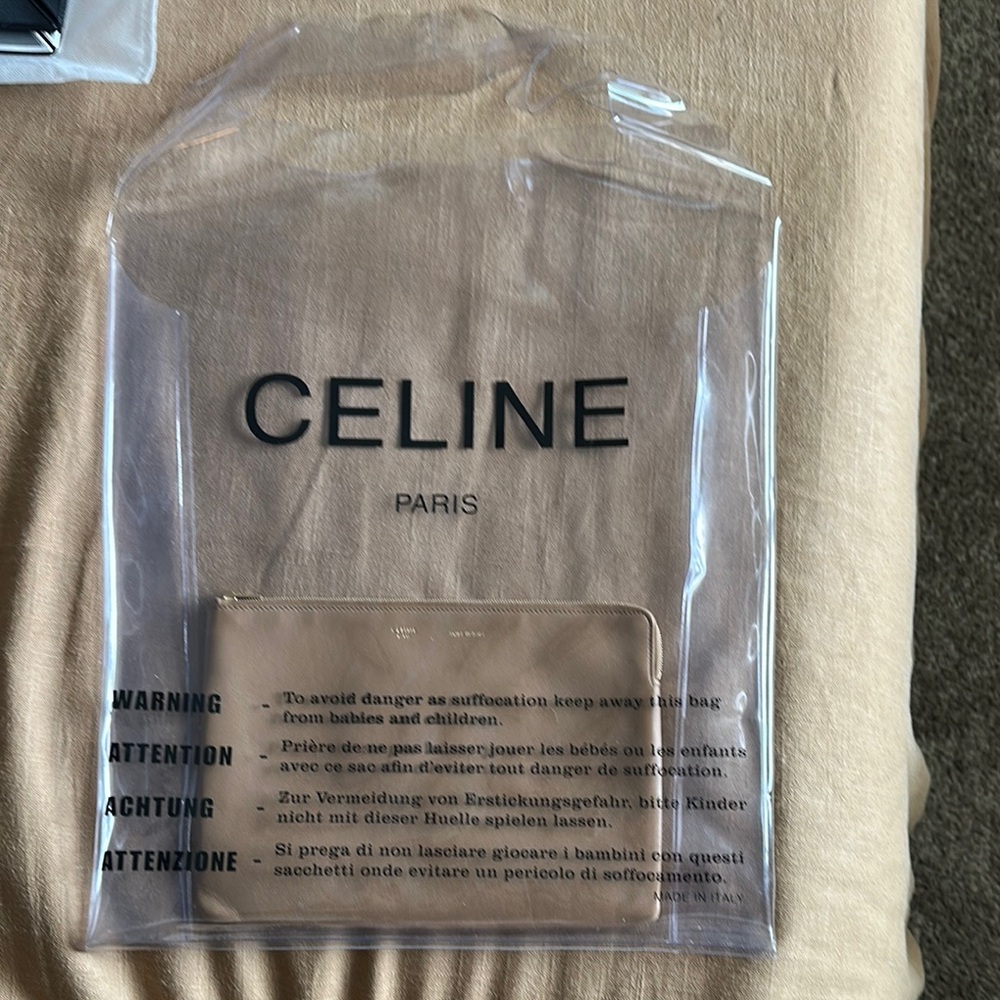 CELINE
PARIS
WARNING - To avoid danger as suffocation keep away this bag
from babies and children.
ATTENTION - Prière de ne pas laisser jouer les bébés ou les enfants
avec ce sac afin d'eviter tout danger de suffocation.
ACHTUNG - Zur Vermeidung von Erstickungsgefahr, bitte Kinder
nicht mit dieser Huelle spielen lassen.
ATTENZIONE - Si prega di non lasciare giocare i bambini con questi
sacchetti onde evitare un pericolo di soffocamento.
MADE IN ITALY